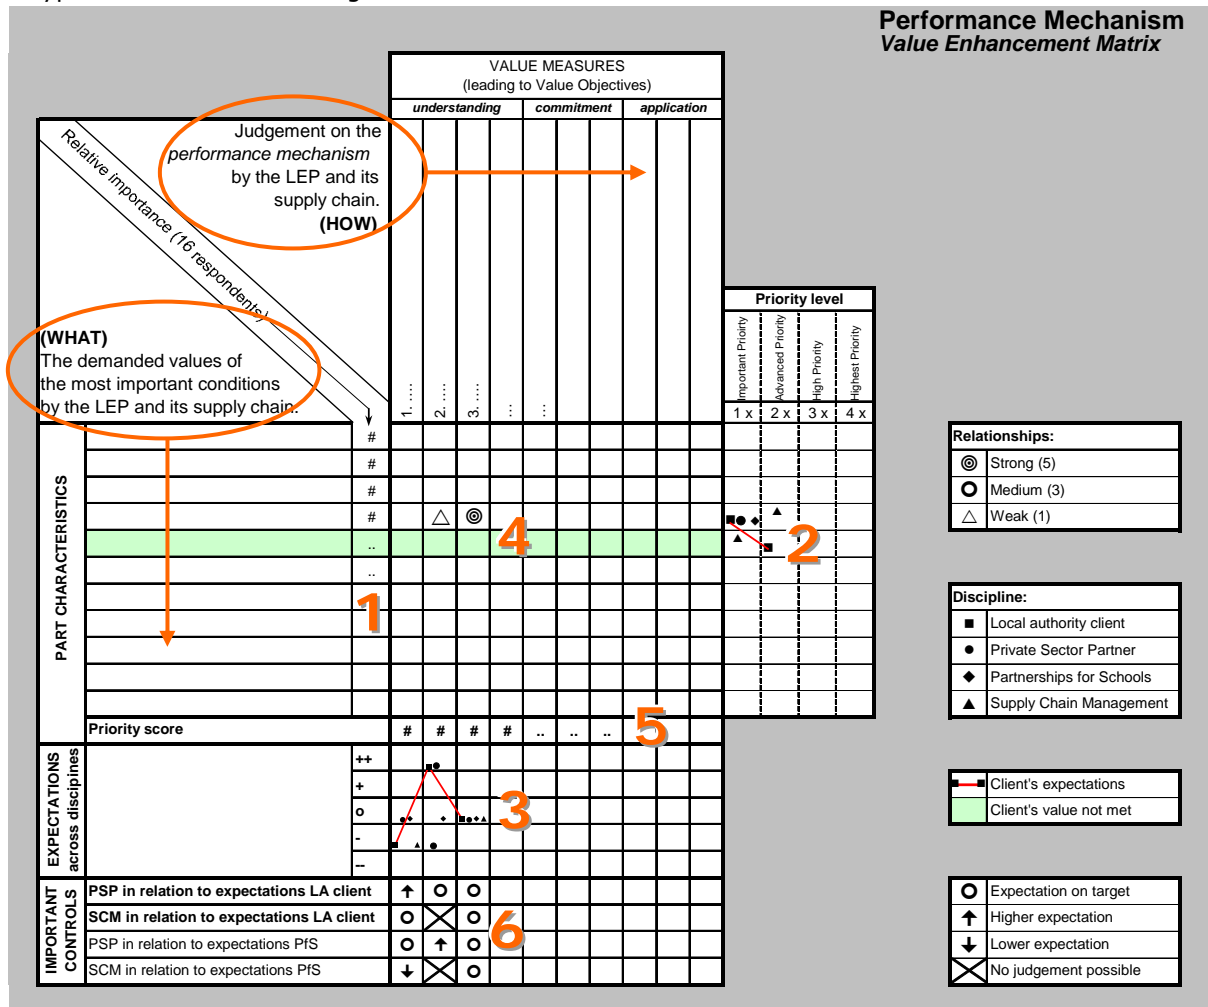 Performance Mechanism
Value Enhancement Matrix
VALUE MEASURES
(leading to Value Objectives)
understanding
commitment
application
Judgement on the
performance mechanism
by the LEP and its
supply chain.
(HOW)
Relative importance (16 respondents)
(WHAT)
The demanded values of
the most important conditions
by the LEP and its supply chain.
1. ....
2. ....
3. ....
...
...
Priority level
Important Prioirty
Advanced Priority
High Priority
Highest Priority
1 x
2 x
3 x
4 x
PART CHARACTERISTICS
#
#
#
#
..
..
1
4
2
Relationships:
Strong (5)
Medium (3)
Weak (1)
Discipline:
Local authority client
Private Sector Partner
Partnerships for Schools
Supply Chain Management
Priority score
# # # # .. .. ..
5
EXPECTATIONS
across discipines
++
+
o
-
--
3
Client's expectations
Client's value not met
IMPORTANT
CONTROLS
PSP in relation to expectations LA client
SCM in relation to expectations LA client
PSP in relation to expectations PfS
SCM in relation to expectations PfS
6
Expectation on target
Higher expectation
Lower expectation
No judgement possible